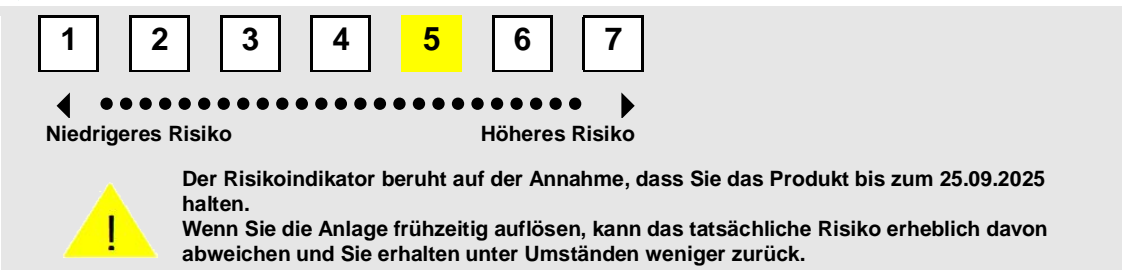 1 2 3 4 5 6 7
Niedrigeres Risiko Höheres Risiko
Der Risikoindikator beruht auf der Annahme, dass Sie das Produkt bis zum 25.09.2025
halten.
Wenn Sie die Anlage frühzeitig auflösen, kann das tatsächliche Risiko erheblich davon
abweichen und Sie erhalten unter Umständen weniger zurück.
!